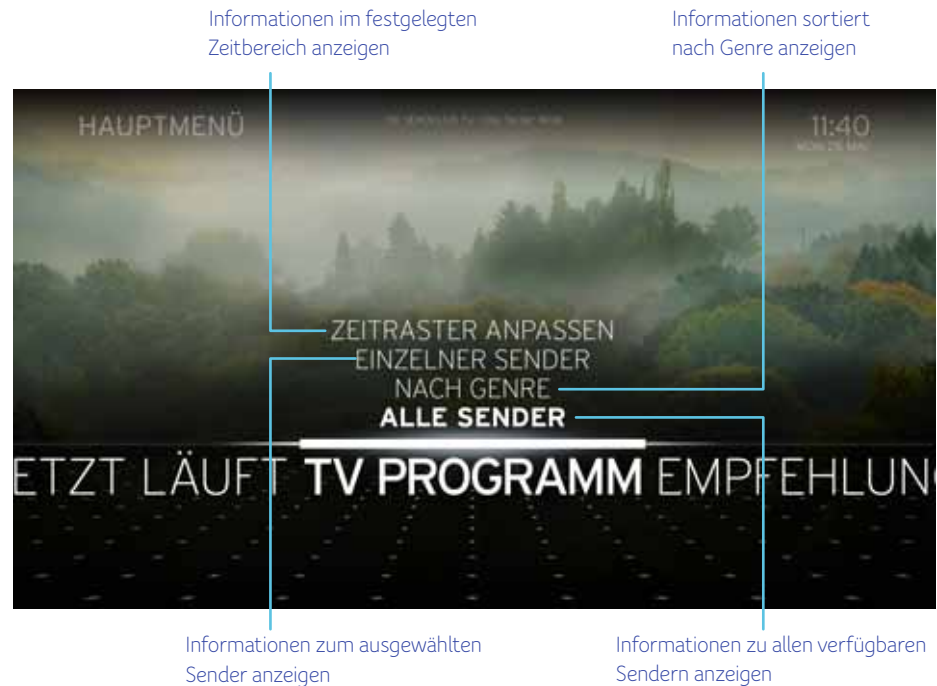 Informationen im festgelegten
Zeitbereich anzeigen
Informationen sortiert
nach Genre anzeigen
HAUPTMENÜ
11:40
ZEITRASTER ANPASSEN
EINZELNER SENDER
NACH GENRE
ALLE SENDER
ETZT LÄUFT TV PROGRAMM EMPFEHLUN
Informationen zum ausgewählten
Sender anzeigen
Informationen zu allen verfügbaren
Sendern anzeigen